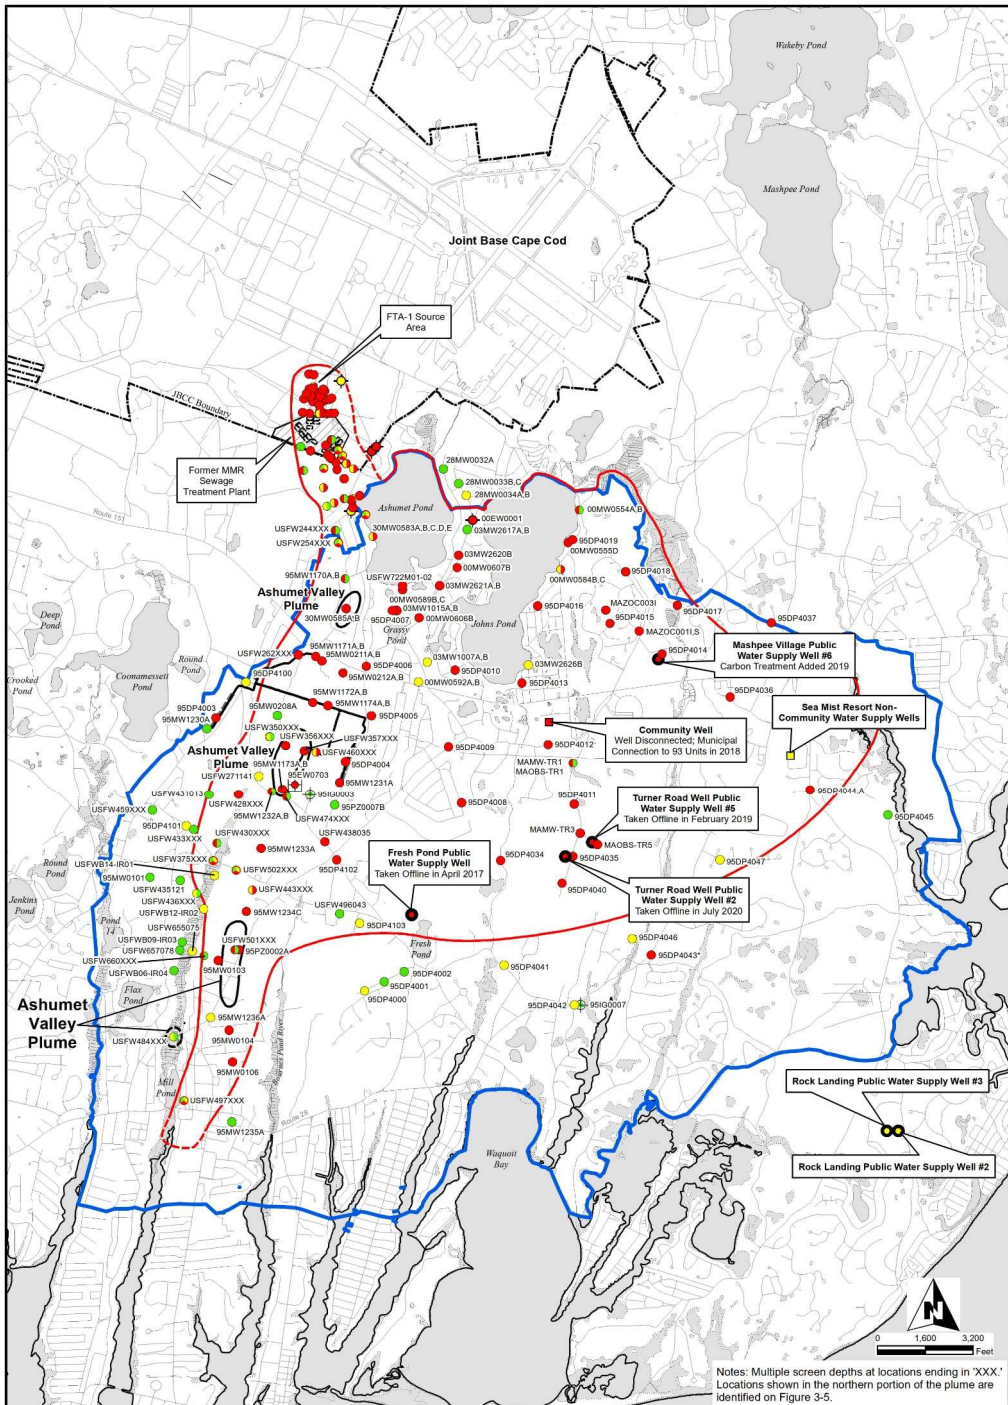 Wakeby Pond
Mashpee Pond
Joint Base Cape Cod
FTA-1 Source
Area
JBCC Boundary
Former MMR
Sewage
Treatment Plant
Route 151
Ashumet Pond
28MW0032A
28MW0033B,C
28MW0034A,B
00EW0001
03MW2617A,B
30MW0583A,B,C,D,E
USFW244XXX
USFW254XXX
00MW0554A,B
95DP4019
00MW0555D
03MW2620B
00MW0607B
00MW0584B,C
95DP4018
95MW1170A,B
USFW722M01-02
03MW2621A,B
Ashumet Valley
Plume
00MW0589B,C
03MW1015A,B
30MW0585A,B
95DP4007
00MW0606B
Grassy
Pond
Johns Pond
95DP4016
MAZOC003I
95DP4015
95DP4017
MAZOC001I,S
95DP4037
Deep
Pond
Round
Pond
Crooked
Pond
Coonamessett
Pond
95MW1171A,B
95MW0211A,B
USFW262XXX
95DP4006
95MW0212A,B
03MW1007A,B
95DP4010
00MW0592A,B
03MW2626B
95DP4013
95DP4014
Mashpee Village Public
Water Supply Well #6
Carbon Treatment Added 2019
95DP4100
95DP4003
95MW1230A
95MW0208A
95MW1172A,B
95MW1174A,B
95DP4005
95DP4036
Sea Mist Resort Non-
Community Water Supply Wells
USFW350XXX
USFW356XXX
USFW357XXX
Ashumet Valley
Plume
USFW460XXX
95MW1173A,B
95DP4004
95DP4009
Community Well
Well Disconnected; Municipal
Connection to 93 Units in 2018
95DP4012
MAMW-TR1
MAOBS-TR1
USFW271141
95EW0703
95MW1231A
95IG0003
USFW431013
USFW428XXX
95MW1232A,B
USFW474XXX
95PZ0007B
95DP4008
95DP4011
95DP4044,A
95DP4045
USFW459XXX
95DP4101
USFW433XXX
USFW430XXX
95MW1233A
USFW438035
MAMW-TR3
Turner Road Well Public
Water Supply Well #5
Taken Offline in February 2019
MAOBS-TR5
USFW375XXX
USFWB14-IR01
USFW502XXX
95DP4102
Fresh Pond Public
Water Supply Well
Taken Offline in April 2017
95DP4034
95DP4035
95DP4047
Round
Pond
Jenkins
Pond
95MW0101
USFW435121
USFW443XXX
95DP4040
Turner Road Well Public
Water Supply Well #2
Taken Offline in July 2020
USFW436XXX
USFWB12-IR02
95MW1234C
USFW496043
Pond
14
USFW655075
95DP4103
USFWB09-IR03
USFW657078
USFW660XXX
USFW501XXX
95PZ0002A
95MW0103
Fresh
Pond
95DP4046
95DP4043*
USFWB06-IR04
95DP4002
95DP4041
95DP4001
95DP4000
Flax
Pond
Ashumet
Valley
Plume
95MW1236A
95DP4042
95IG0007
95MW0104
USFW484XXX
Bournes Pond River
95MW0106
Mill
Pond
USFW497XXX
Route 28
95MW1235A
Waquoit
Bay
Rock Landing Public Water Supply Well #3
Rock Landing Public Water Supply Well #2
N
0 1,600 3,200
Feet
Notes: Multiple screen depths at locations ending in 'XXX.'
Locations shown in the northern portion of the plume are
identified on Figure 3-5.